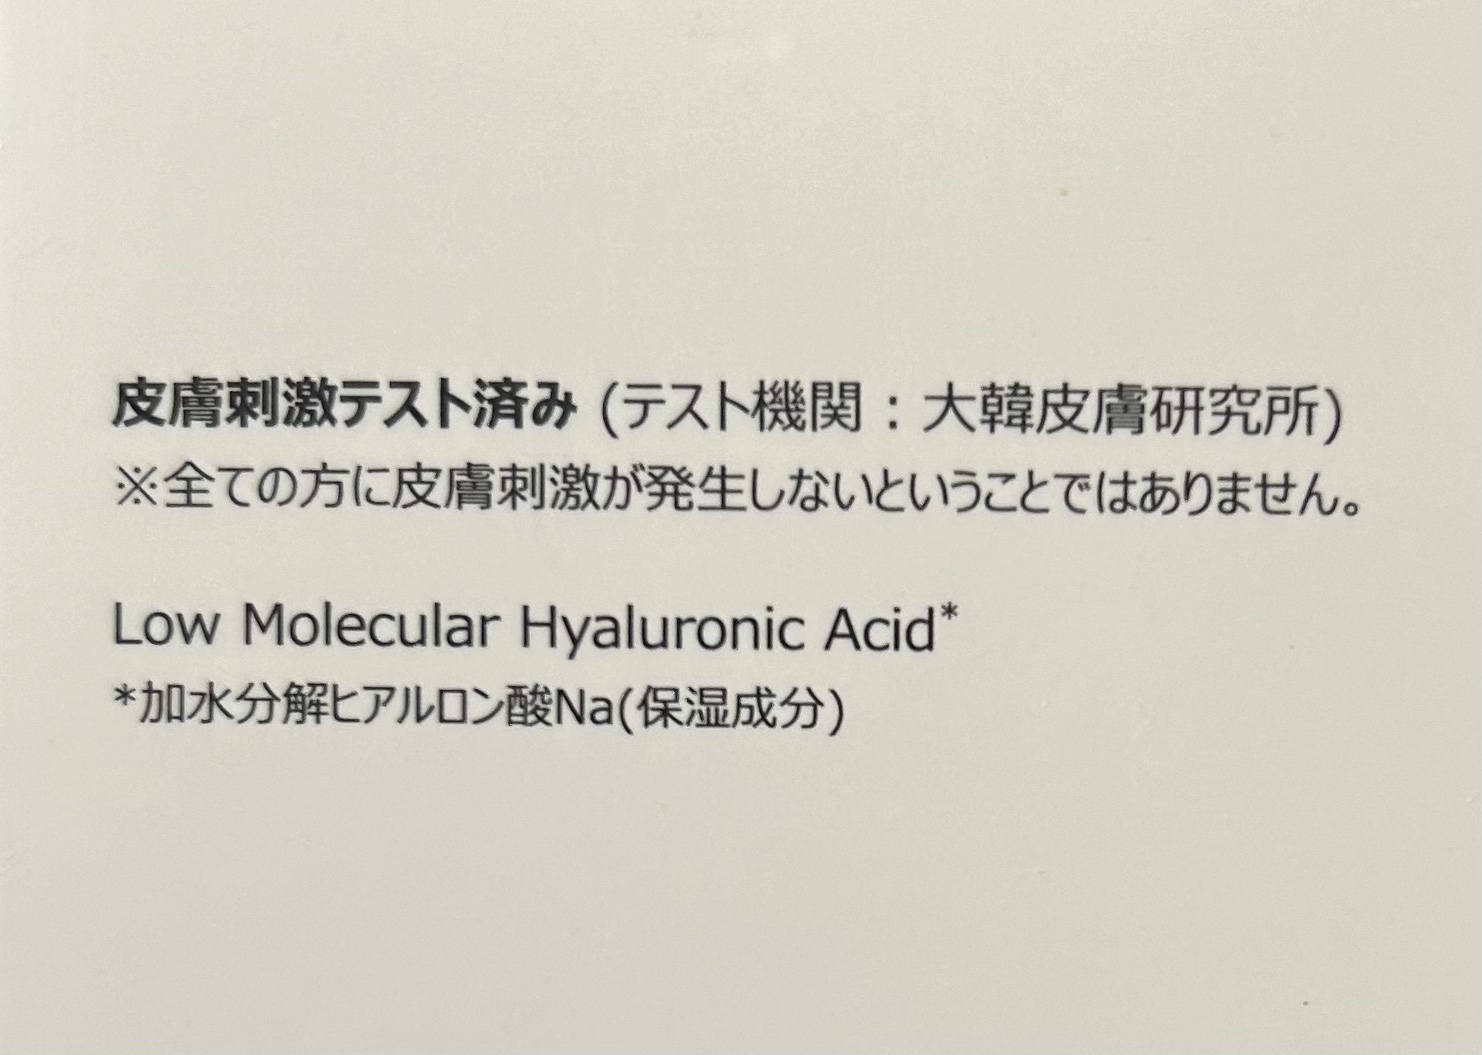 皮膚刺激テスト済み (テスト機関：大韓皮膚研究所)
※全ての方に皮膚刺激が発生しないということではありません。
Low Molecular Hyaluronic Acid*
*加水分解ヒアルロン酸Na(保湿成分)